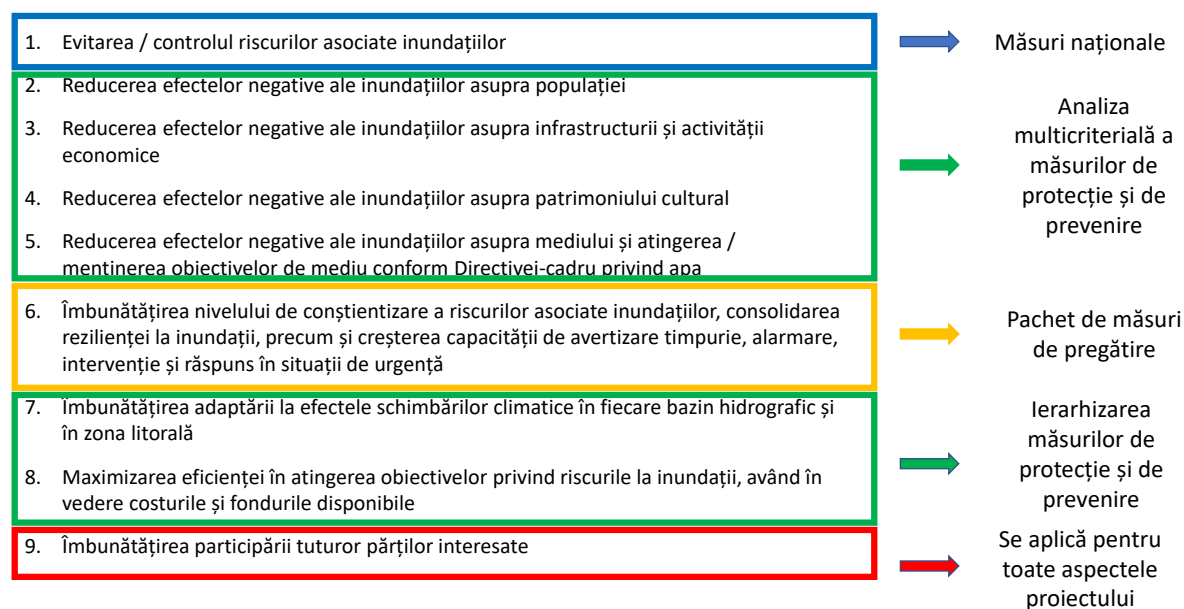 1. Evitarea / controlul riscurilor asociate inundațiilor
Măsuri naționale
2. Reducerea efectelor negative ale inundațiilor asupra populației
3. Reducerea efectelor negative ale inundațiilor asupra infrastructurii și activității
economice
4. Reducerea efectelor negative ale inundațiilor asupra patrimoniului cultural
5. Reducerea efectelor negative ale inundațiilor asupra mediului și atingerea /
menținerea obiectivelor de mediu conform Directivei-cadru privind apa
Analiza
multicriterială a
măsurilor de
protecție și de
prevenire
6. Îmbunătățirea nivelului de conștientizare a riscurilor asociate inundațiilor, consolidarea
rezilienței la inundații, precum și creșterea capacității de avertizare timpurie, alarmare,
intervenție și răspuns în situații de urgență
Pachet de măsuri
de pregătire
7. Îmbunătățirea adaptării la efectele schimbărilor climatice în fiecare bazin hidrografic și
în zona litorală
8. Maximizarea eficienței în atingerea obiectivelor privind riscurile la inundații, având în
vedere costurile și fondurile disponibile
Ierarhizarea
măsurilor de
protecție și de
prevenire
9. Îmbunătățirea participării tuturor părților interesate
Se aplică pentru
toate aspectele
proiectului